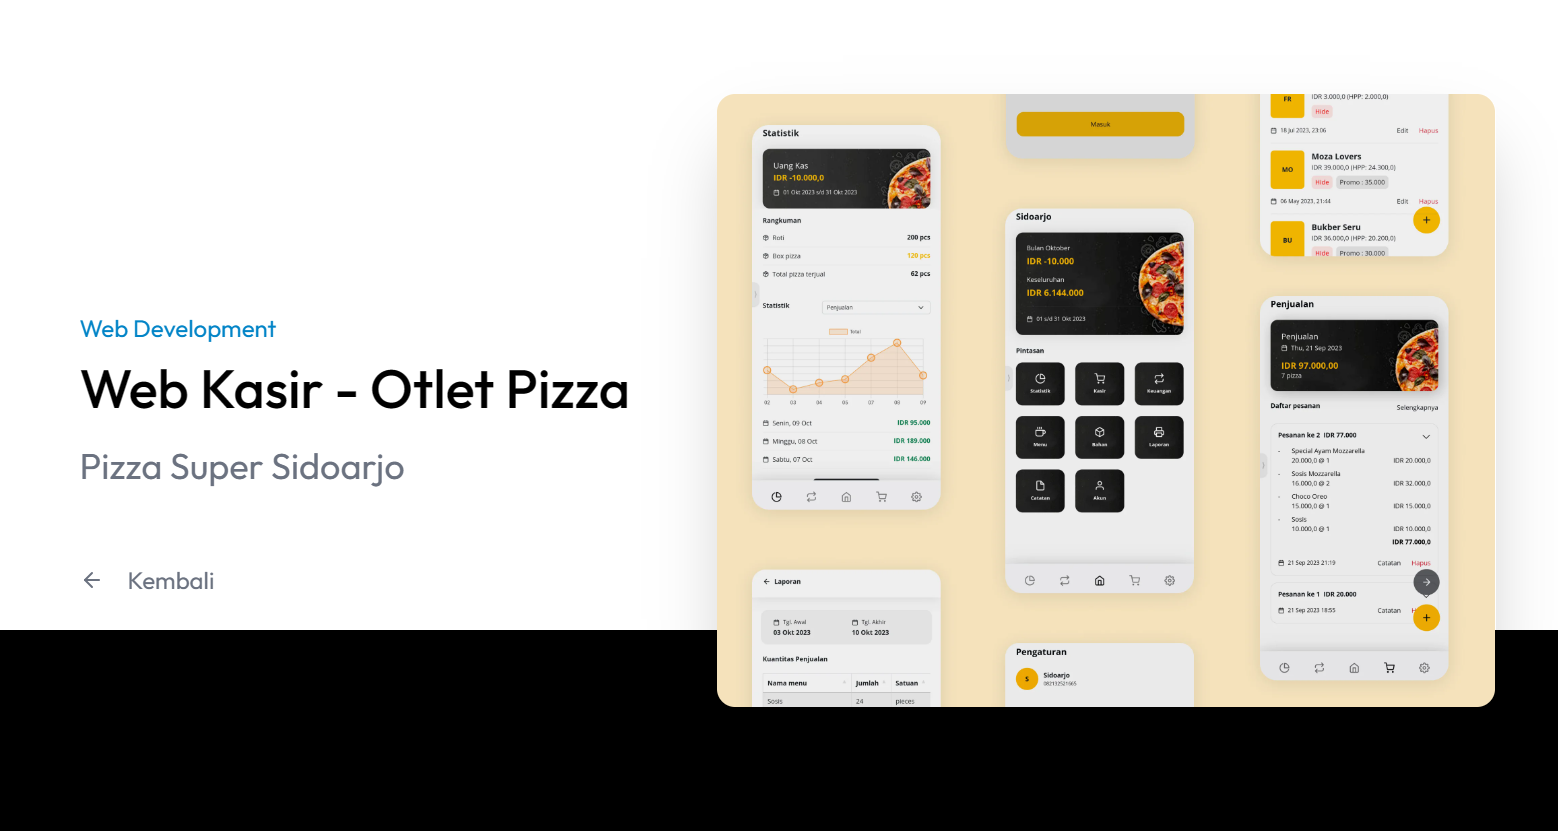 Web Development
Web Kasir - Otlet Pizza
Pizza Super Sidoarjo
Kembali
Statistik
Uang Kas
IDR -10.000,0
01 Okt 2023 s/d 31 Okt 2023
Rangkuman
Roti 200 pcs
Box pizza 120 pcs
Total pizza terjual 62 pcs
Statistik Penjualan
Total
02 03 04 05 07 08 09
Senin, 09 Oct IDR 95.000
Minggu, 08 Oct IDR 189.000
Sabtu, 07 Oct IDR 146.000
Laporan
Tgl. Awal Tgl. Akhir
03 Okt 2023 10 Okt 2023
Kuantitas Penjualan
Nama menu Jumlah Satuan
Sosis 24 pieces
Masuk
Sidoarjo
Bulan Oktober
IDR -10.000
Keseluruhan
IDR 6.144.000
01 s/d 31 Okt 2023
Pintasan
Statistik Kasir Keuangan
Menu Bahan Laporan
Catatan Akun
Pengaturan
S Sidoarjo
082132521665
FR IDR 3.000,0 (HPP: 2.000,0)
Hide
18 Jul 2023, 23:06 Edit Hapus
MO Moza Lovers
IDR 39.000,0 (HPP: 24.300,0)
Hide Promo : 35.000
06 May 2023, 21:44 Edit Hapus
BU Bukber Seru
IDR 36.000,0 (HPP: 20.200,0)
Hide Promo : 30.000
Penjualan
Penjualan
Thu, 21 Sep 2023
IDR 97.000,00
7 pizza
Daftar pesanan Selengkapnya
Pesanan ke 2 IDR 77.000
- Special Ayam Mozzarella
20.000,0 @ 1 IDR 20.000,0
- Sosis Mozzarella
16.000,0 @ 2 IDR 32.000,0
- Choco Oreo
15.000,0 @ 1 IDR 15.000,0
- Sosis
10.000,0 @ 1 IDR 10.000,0
IDR 77.000,0
21 Sep 2023 21:19 Catatan Hapus
Pesanan ke 1 IDR 20.000
21 Sep 2023 18:55 Catatan